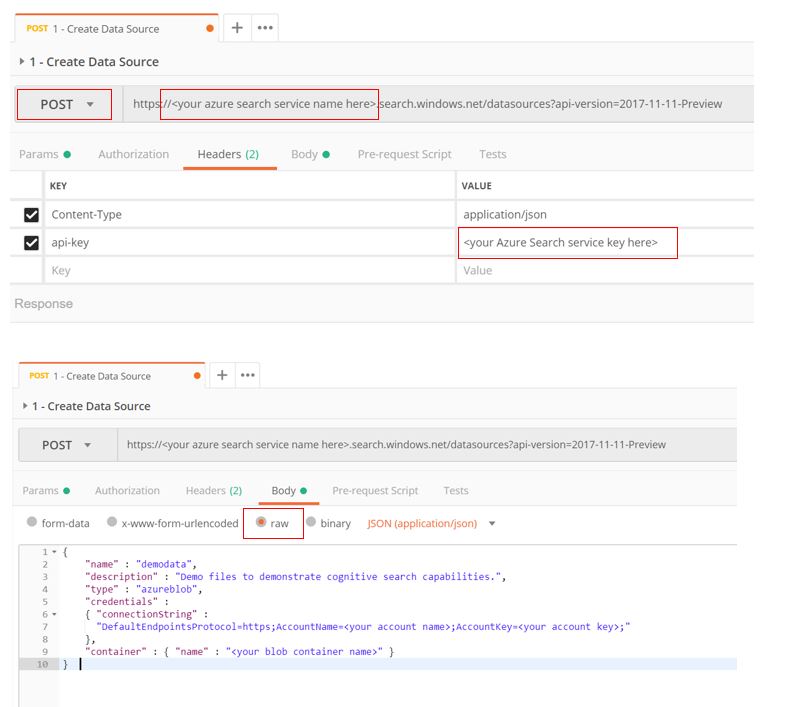 POST 1 - Create Data Source + •••
1 - Create Data Source
POST https://<your azure search service name here>.search.windows.net/datasources?api-version=2017-11-11-Preview
Params Authorization Headers (2) Body Pre-request Script Tests
KEY VALUE
Content-Type application/json
api-key <your Azure Search service key here>
Key Value
Response
POST 1 - Create Data Source + •••
1 - Create Data Source
POST https://<your azure search service name here>.search.windows.net/datasources?api-version=2017-11-11-Preview
Params Authorization Headers (2) Body Pre-request Script Tests
form-data x-www-form-urlencoded raw binary JSON (application/json)
1 {
2 "name" : "demodata",
3 "description" : "Demo files to demonstrate cognitive search capabilities.",
4 "type" : "azureblob",
5 "credentials" :
6 { "connectionString" :
7 "DefaultEndpointsProtocol=https;AccountName=<your account name>;AccountKey=<your account key>;"
8 },
9 "container" : { "name" : "<your blob container name>" }
10 }